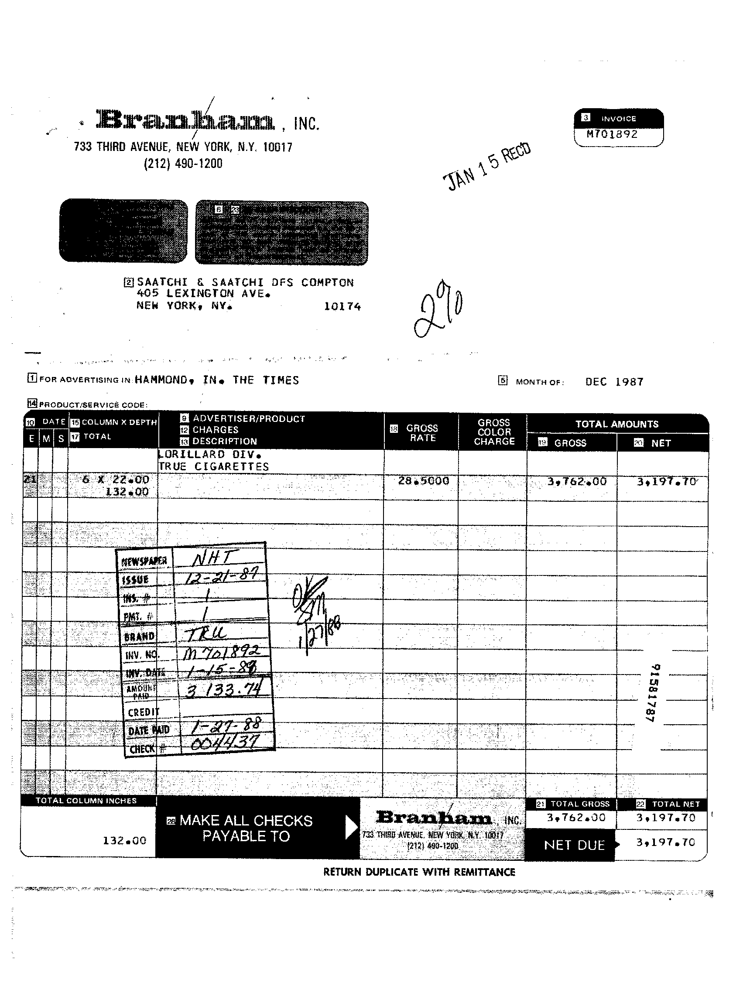 Branham, INC.
733 THIRD AVENUE, NEW YORK, N.Y. 10017
(212) 490-1200
3 INVOICE
M701892
JAN 15 REC'D
6 23
2 SAATCHI & SAATCHI DFS COMPTON
405 LEXINGTON AVE.
NEW YORK, NY. 10174
2%
1 FOR ADVERTISING IN HAMMOND, IN. THE TIMES
5 MONTH OF: DEC 1987
14 PRODUCT/SERVICE CODE:
10 DATE 15 COLUMN X DEPTH 9 ADVERTISER/PRODUCT 18 GROSS RATE GROSS COLOR CHARGE TOTAL AMOUNTS
E M S 17 TOTAL 12 CHARGES 13 DESCRIPTION 19 GROSS 20 NET
LORILLARD DIV.
TRUE CIGARETTES
21 6 X 22.00 28.5000 3,762.00 3,197.70
132.00
NEWSPAPER NHT
ISSUE 12-21-87
INS. # 1
PMT. # 1
BRAND TRU
INV. NO. M701892
INV. DATE 1-15-88
AMOUNT PAID 3 133.74
CREDIT
DATE PAID 1-27-88
CHECK # 004437
OK
1/27/88
91581787
TOTAL COLUMN INCHES
132.00
MAKE ALL CHECKS
PAYABLE TO
Branham, INC.
733 THIRD AVENUE, NEW YORK, N.Y. 10017
(212) 490-1200
21 TOTAL GROSS 22 TOTAL NET
3,762.00 3,197.70
NET DUE 3,197.70
RETURN DUPLICATE WITH REMITTANCE